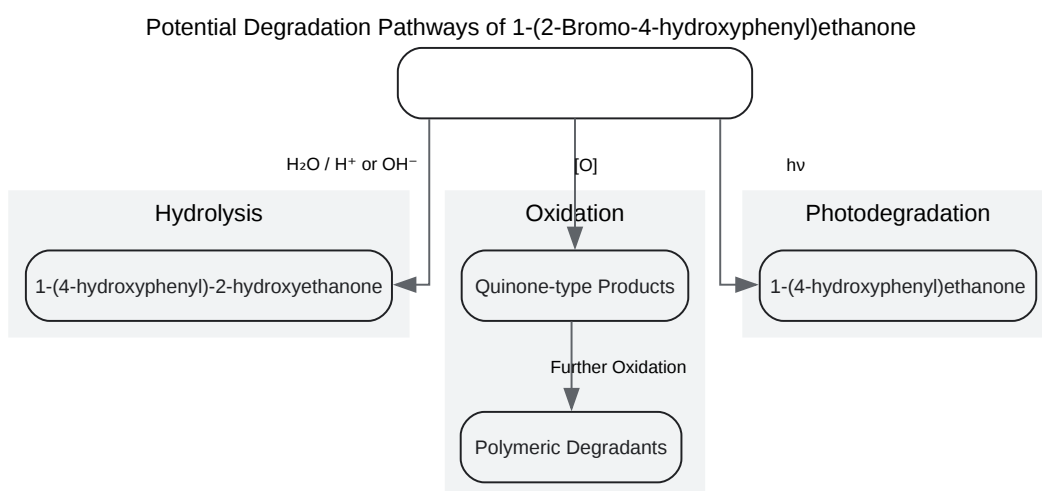 Potential Degradation Pathways of 1-(2-Bromo-4-hydroxyphenyl)ethanone
H₂O / H⁺ or OH⁻
[O]
hν
Hydrolysis
Oxidation
Photodegradation
1-(4-hydroxyphenyl)-2-hydroxyethanone
Quinone-type Products
1-(4-hydroxyphenyl)ethanone
Further Oxidation
Polymeric Degradants